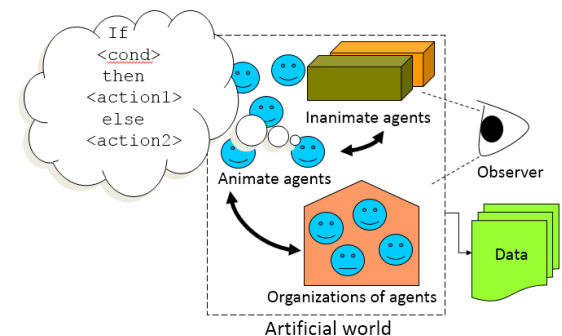 If
<cond>
then
<action1>
else
<action2>
Inanimate agents
Animate agents
Observer
Data
Organizations of agents
Artificial world